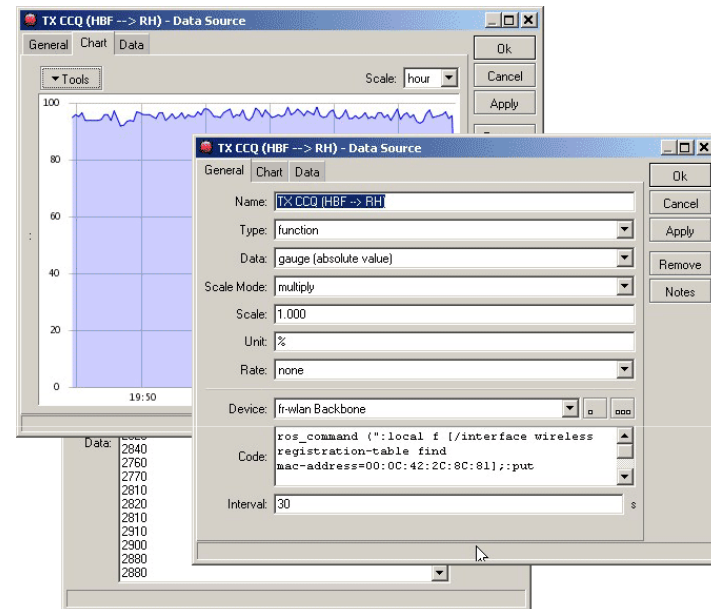 TX CCQ (HBF --> RH) - Data Source
General Chart Data
Ok
Tools
Scale: hour
Cancel
Apply
100
80
60
40
20
0
19:50
TX CCQ (HBF --> RH) - Data Source
General Chart Data
Ok
Name: TX CCQ (HBF --> RH)
Cancel
Type: function
Apply
Data: gauge (absolute value)
Remove
Scale Mode: multiply
Notes
Scale: 1.000
Unit: %
Rate: none
Device: fr-wlan Backbone
Code: ros_command (":local f [/interface wireless
registration-table find
mac-address=00:0C:42:2C:8C:81];:put
Interval: 30 s
Data:
2840
2760
2770
2810
2820
2810
2910
2900
2880
2880